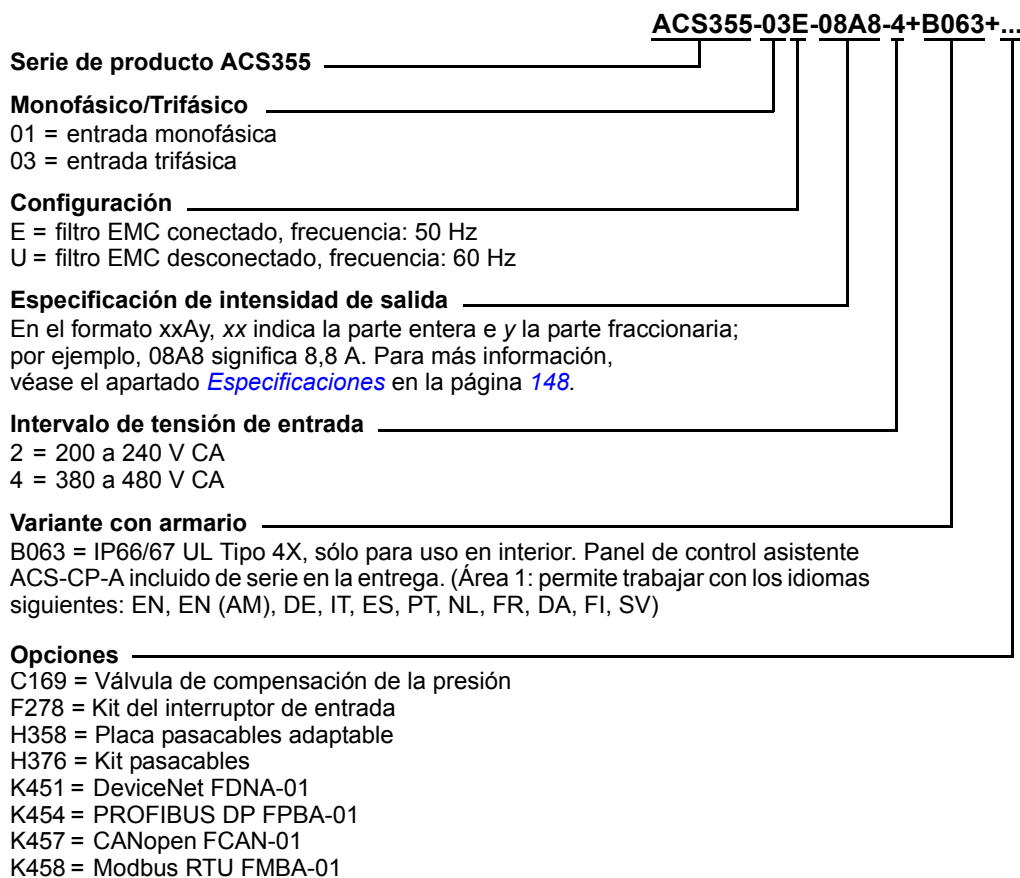 ACS355-03E-08A8-4+B063+...
Serie de producto ACS355
Monofásico/Trifásico
01 = entrada monofásica
03 = entrada trifásica
Configuración
E = filtro EMC conectado, frecuencia: 50 Hz
U = filtro EMC desconectado, frecuencia: 60 Hz
Especificación de intensidad de salida
En el formato xxAy, xx indica la parte entera e y la parte fraccionaria;
por ejemplo, 08A8 significa 8,8 A. Para más información,
véase el apartado Especificaciones en la página 148.
Intervalo de tensión de entrada
2 = 200 a 240 V CA
4 = 380 a 480 V CA
Variante con armario
B063 = IP66/67 UL Tipo 4X, sólo para uso en interior. Panel de control asistente
ACS-CP-A incluido de serie en la entrega. (Área 1: permite trabajar con los idiomas
siguientes: EN, EN (AM), DE, IT, ES, PT, NL, FR, DA, FI, SV)
Opciones
C169 = Válvula de compensación de la presión
F278 = Kit del interruptor de entrada
H358 = Placa pasacables adaptable
H376 = Kit pasacables
K451 = DeviceNet FDNA-01
K454 = PROFIBUS DP FPBA-01
K457 = CANopen FCAN-01
K458 = Modbus RTU FMBA-01